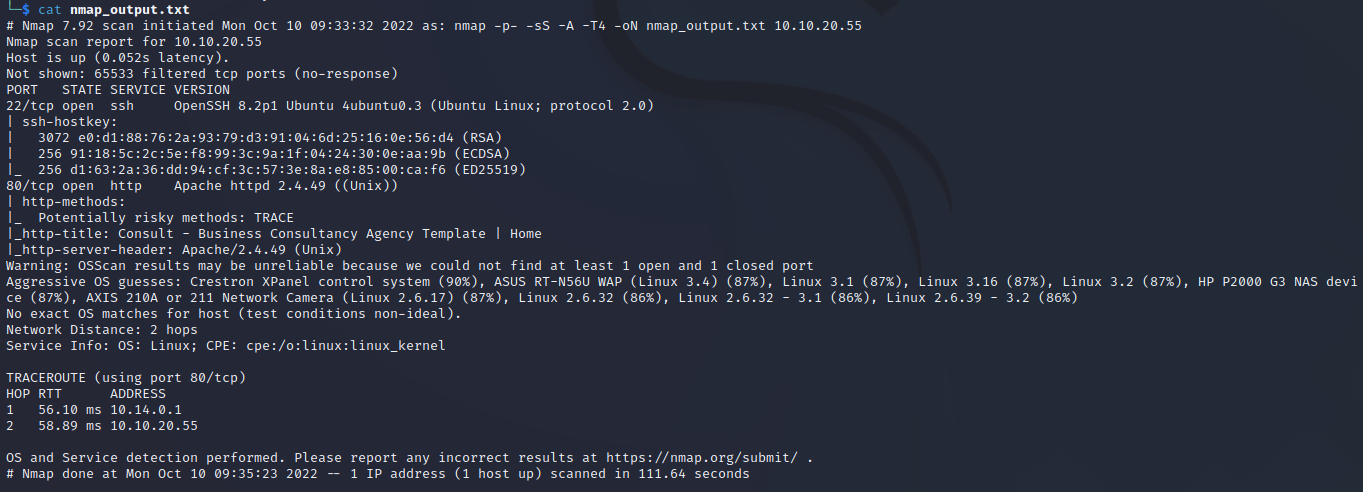 └─$ cat nmap_output.txt
# Nmap 7.92 scan initiated Mon Oct 10 09:33:32 2022 as: nmap -p- -sS -A -T4 -oN nmap_output.txt 10.10.20.55
Nmap scan report for 10.10.20.55
Host is up (0.052s latency).
Not shown: 65533 filtered tcp ports (no-response)
PORT   STATE SERVICE VERSION
22/tcp open  ssh     OpenSSH 8.2p1 Ubuntu 4ubuntu0.3 (Ubuntu Linux; protocol 2.0)
| ssh-hostkey:
|   3072 e0:d1:88:76:2a:93:79:d3:91:04:6d:25:16:0e:56:d4 (RSA)
|   256 91:18:5c:2c:5e:f8:99:3c:9a:1f:04:24:30:0e:aa:9b (ECDSA)
|_  256 d1:63:2a:36:dd:94:cf:3c:57:3e:8a:e8:85:00:ca:f6 (ED25519)
80/tcp open  http    Apache httpd 2.4.49 ((Unix))
| http-methods:
|_  Potentially risky methods: TRACE
|_http-title: Consult - Business Consultancy Agency Template | Home
|_http-server-header: Apache/2.4.49 (Unix)
Warning: OSScan results may be unreliable because we could not find at least 1 open and 1 closed port
Aggressive OS guesses: Crestron XPanel control system (90%), ASUS RT-N56U WAP (Linux 3.4) (87%), Linux 3.1 (87%), Linux 3.16 (87%), Linux 3.2 (87%), HP P2000 G3 NAS devi
ce (87%), AXIS 210A or 211 Network Camera (Linux 2.6.17) (87%), Linux 2.6.32 (86%), Linux 2.6.32 - 3.1 (86%), Linux 2.6.39 - 3.2 (86%)
No exact OS matches for host (test conditions non-ideal).
Network Distance: 2 hops
Service Info: OS: Linux; CPE: cpe:/o:linux:linux_kernel

TRACEROUTE (using port 80/tcp)
HOP RTT      ADDRESS
1   56.10 ms 10.14.0.1
2   58.89 ms 10.10.20.55

OS and Service detection performed. Please report any incorrect results at https://nmap.org/submit/ .
# Nmap done at Mon Oct 10 09:35:23 2022 -- 1 IP address (1 host up) scanned in 111.64 seconds